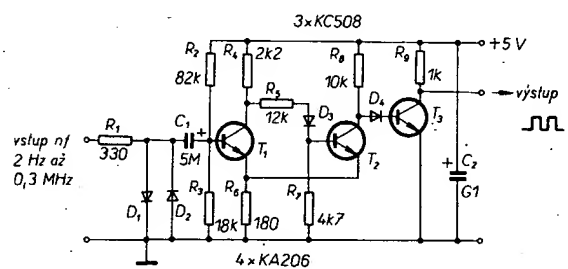 3×KC508
+5 V
R2
82k
R4
2k2
R8
10k
R9
1k
R5
12k
D3
D4
výstup
T3
vstup nf
2 Hz až
0,3 MHz
R1
330
C1
+
5M
T1
T2
C2
G1
+
D1
D2
R3
18k
R6
180
R7
4k7
4×KA206